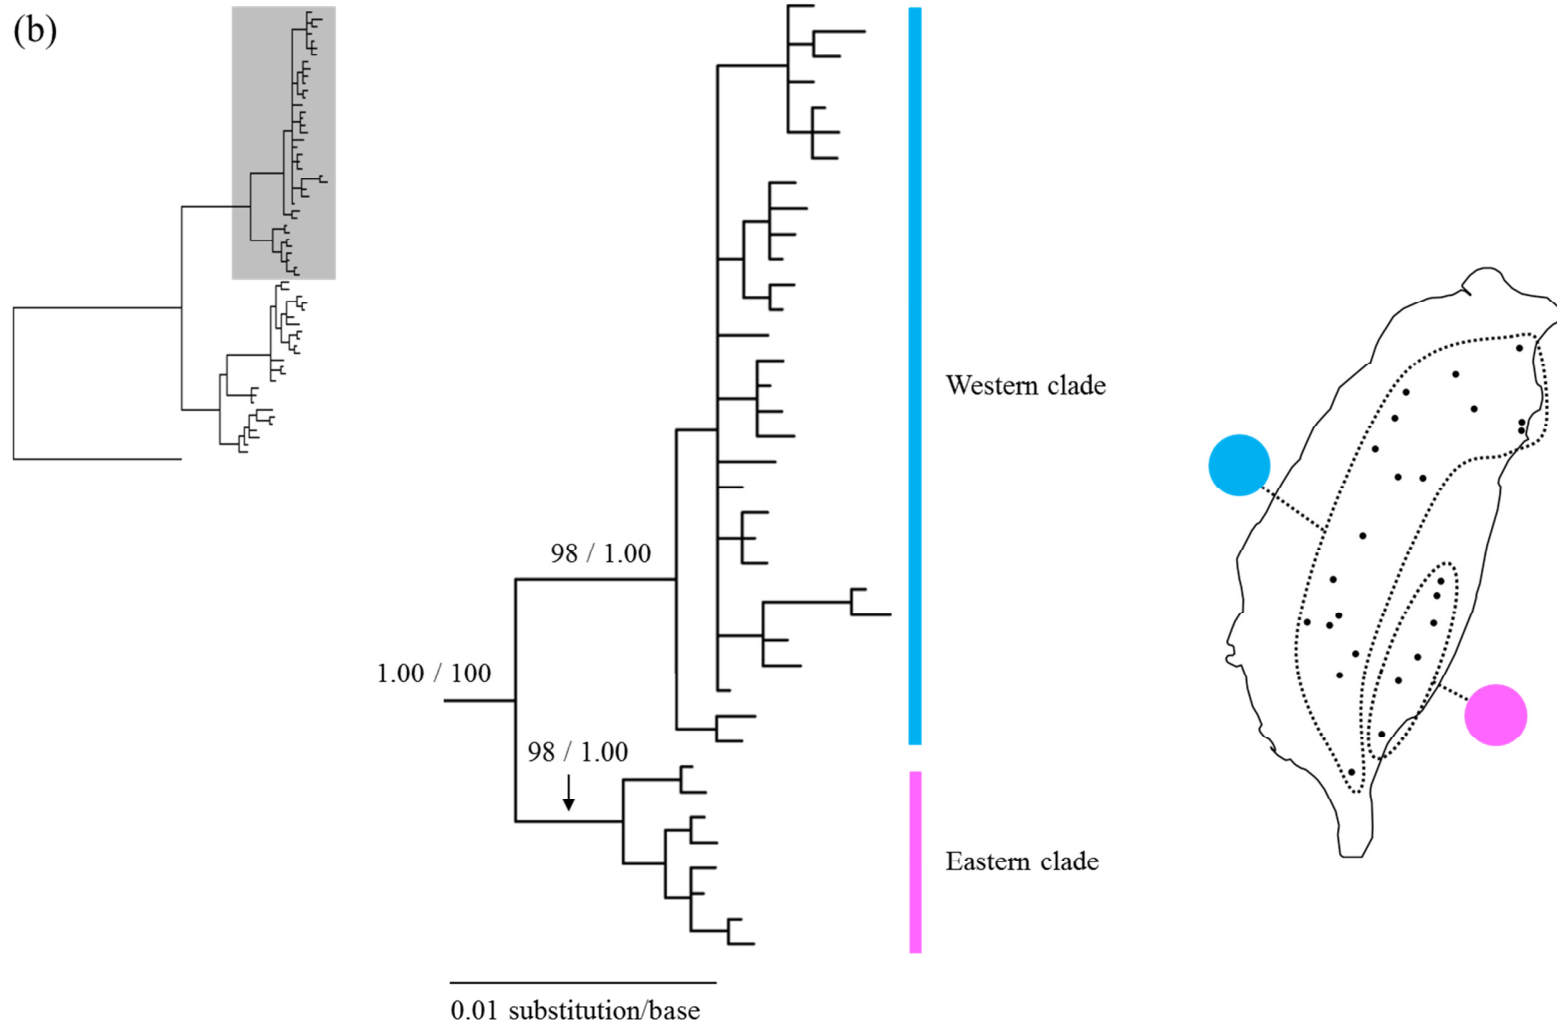 (b)
Western clade
98 / 1.00
1.00 / 100
98 / 1.00
Eastern clade
0.01 substitution/base